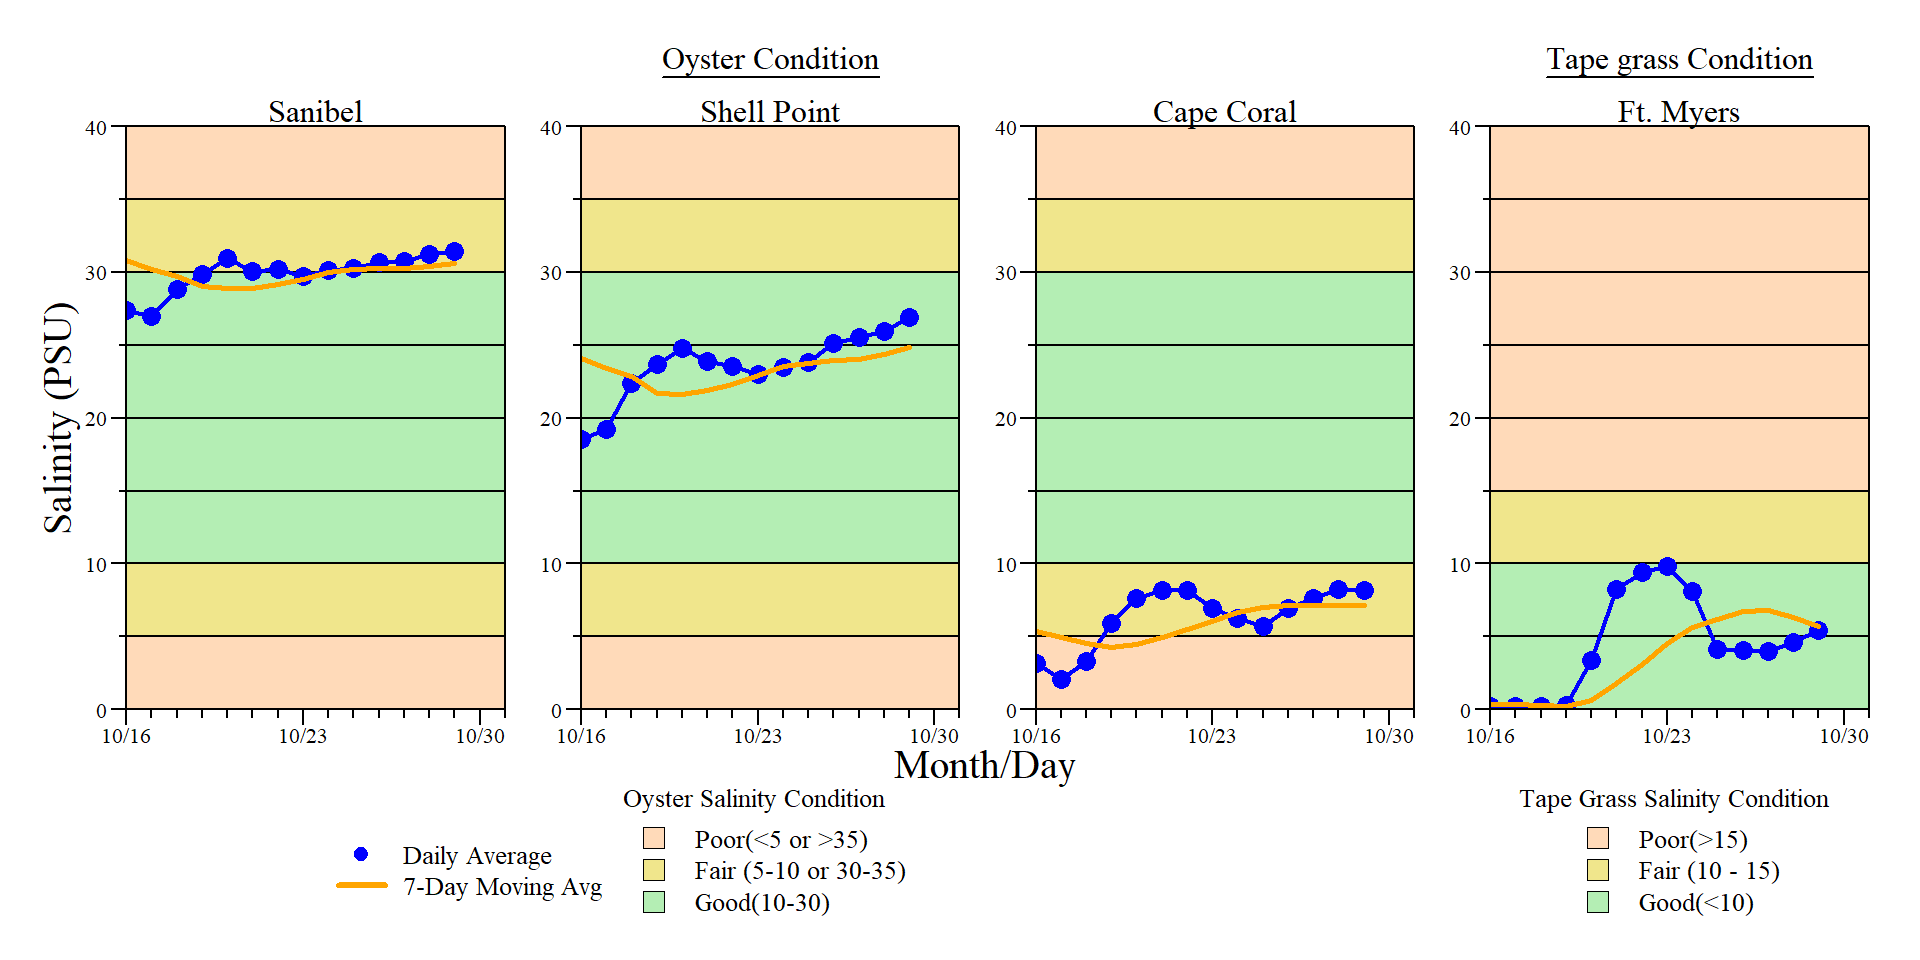 Oyster Condition
Tape grass Condition
Sanibel
Shell Point
Cape Coral
Ft. Myers
Salinity (PSU)
40
30
20
10
0
10/16
10/23
10/30
40
30
20
10
0
10/16
10/23
10/30
40
30
20
10
0
10/16
10/23
10/30
40
30
20
10
0
10/16
10/23
10/30
Month/Day
Daily Average
7-Day Moving Avg
Oyster Salinity Condition
Poor(<5 or >35)
Fair (5-10 or 30-35)
Good(10-30)
Tape Grass Salinity Condition
Poor(>15)
Fair (10 - 15)
Good(<10)